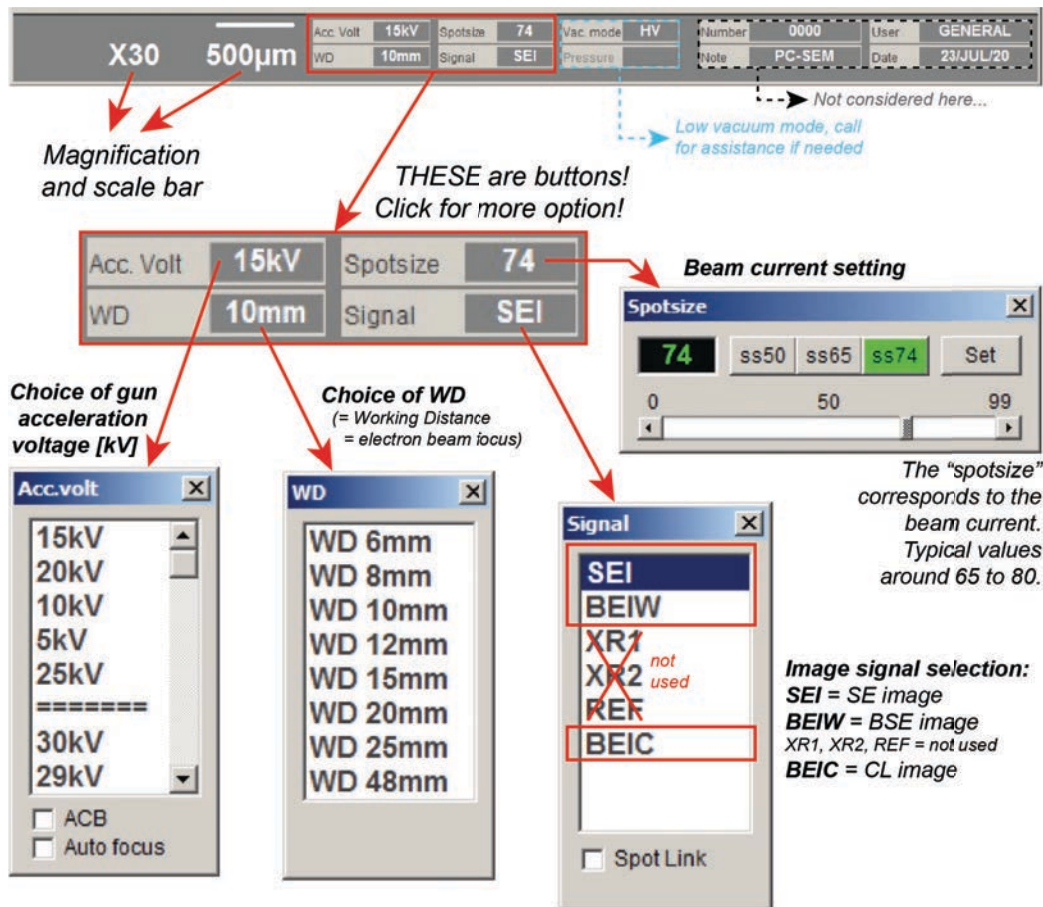 X30 500µm
Acc. Volt 15kV Spotsize 74 Vac. mode HV Number 0000 User GENERAL
WD 10mm Signal SEI Pressure Note PC-SEM Date 23/JUL/20
Not considered here...
Low vacuum mode, call
for assistance if needed
Magnification
and scale bar
THESE are buttons!
Click for more option!
Acc. Volt 15kV Spotsize 74
WD 10mm Signal SEI
Beam current setting
Spotsize
74 ss50 ss65 ss74 Set
0 50 99
The “spotsize”
corresponds to the
beam current.
Typical values
around 65 to 80.
Choice of gun
acceleration
voltage [kV]
Acc.volt
15kV
20kV
10kV
5kV
25kV
=======
30kV
29kV
ACB
Auto focus
Choice of WD
(= Working Distance
= electron beam focus)
WD
WD 6mm
WD 8mm
WD 10mm
WD 12mm
WD 15mm
WD 20mm
WD 25mm
WD 48mm
Signal
SEI
BEIW
XR1
XR2
REF
BEIC
not
used
Spot Link
Image signal selection:
SEI = SE image
BEIW = BSE image
XR1, XR2, REF = not used
BEIC = CL image